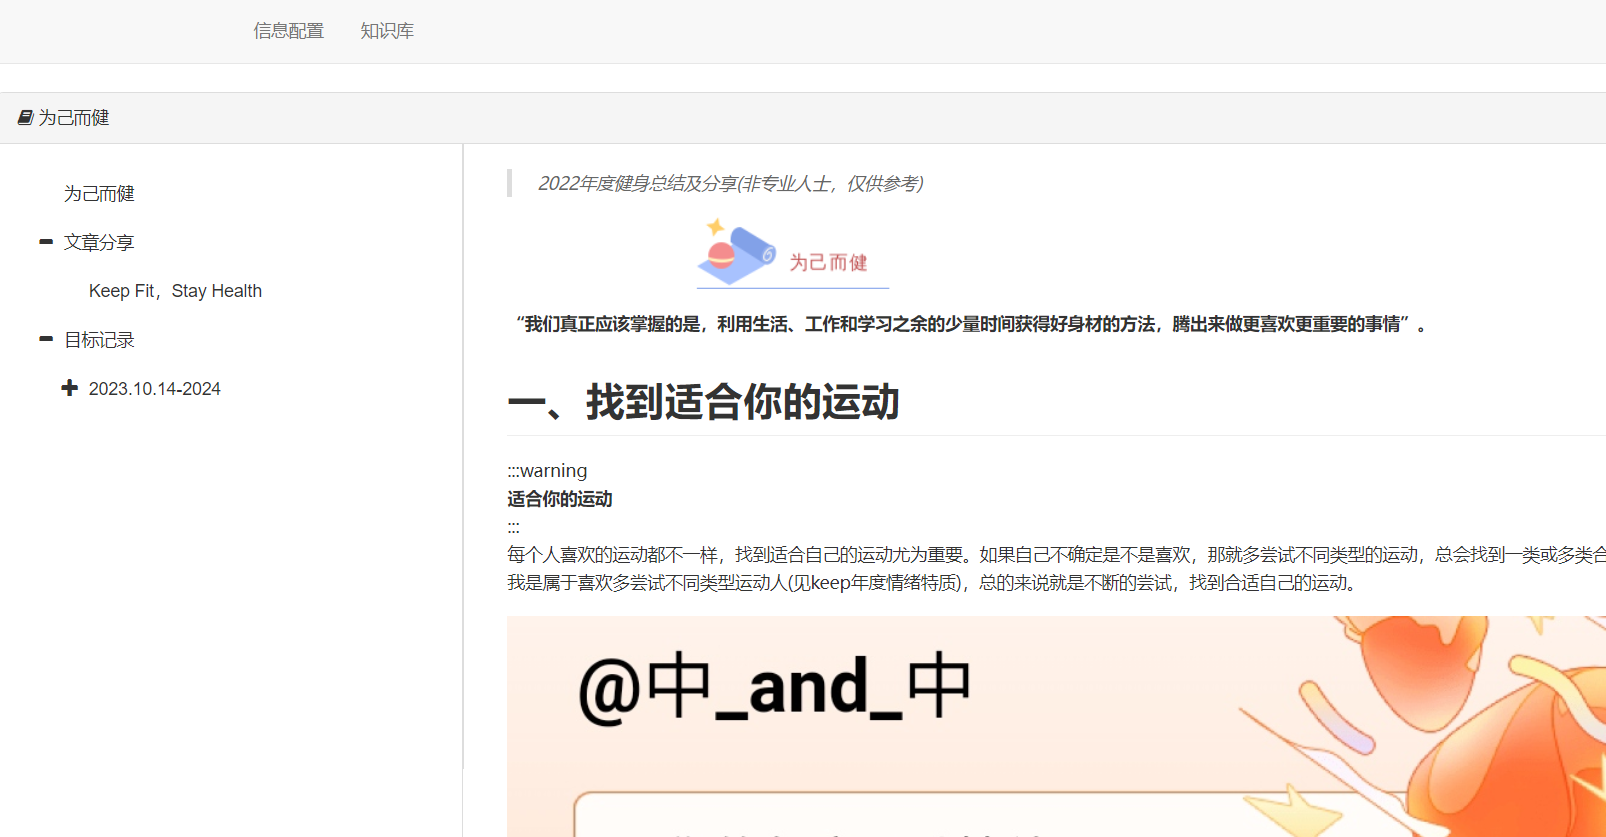 信息配置 知识库
为己而健
为己而健
文章分享
Keep Fit，Stay Health
目标记录
2023.10.14-2024
2022年度健身总结及分享(非专业人士，仅供参考)
为己而健
“我们真正应该掌握的是，利用生活、工作和学习之余的少量时间获得好身材的方法，腾出来做更喜欢更重要的事情”。
一、找到适合你的运动
:::warning
适合你的运动
:::
每个人喜欢的运动都不一样，找到适合自己的运动尤为重要。如果自己不确定是不是喜欢，那就多尝试不同类型的运动，总会找到一类或多类合
我是属于喜欢多尝试不同类型运动人(见keep年度情绪特质)，总的来说就是不断的尝试，找到合适自己的运动。
@中_and_中